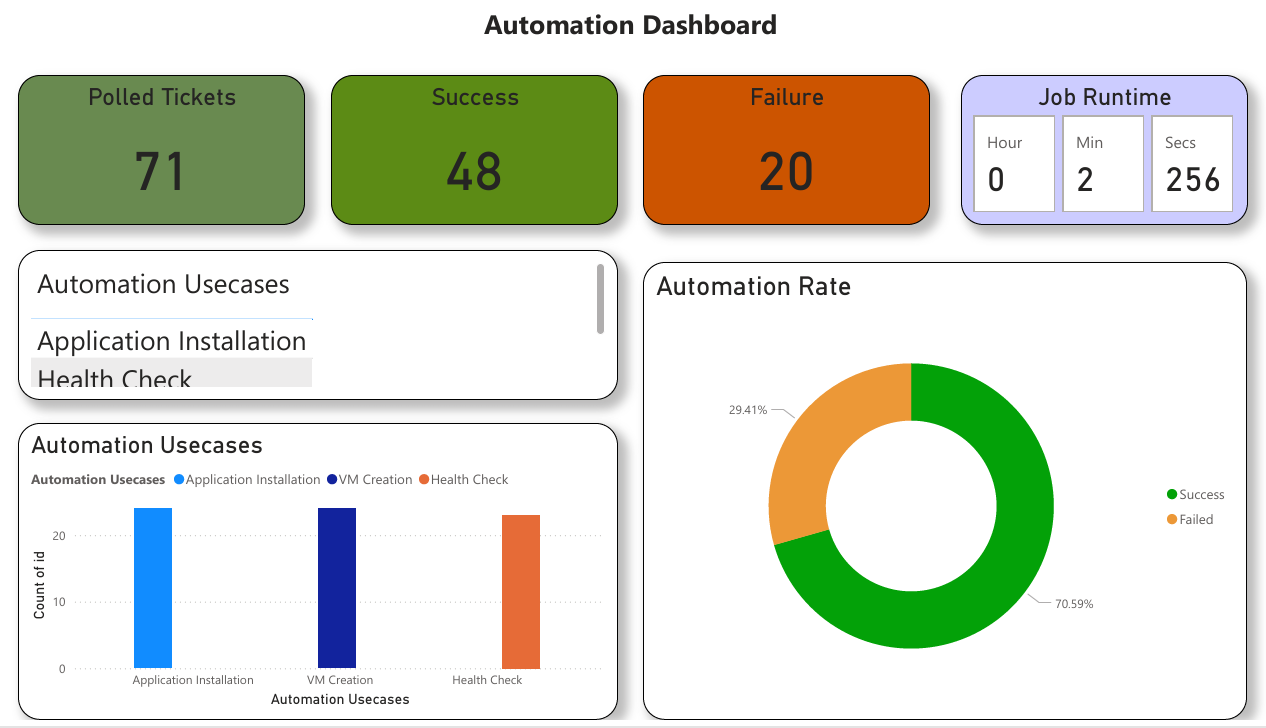 Automation Dashboard
Polled Tickets
71
Success
48
Failure
20
Job Runtime
Hour
0
Min
2
Secs
256
Automation Usecases
Application Installation
Health Check
Automation Usecases
Automation Usecases Application Installation VM Creation Health Check
Count of id
20
10
0
Application Installation VM Creation Health Check
Automation Usecases
Automation Rate
29.41%
70.59%
Success
Failed